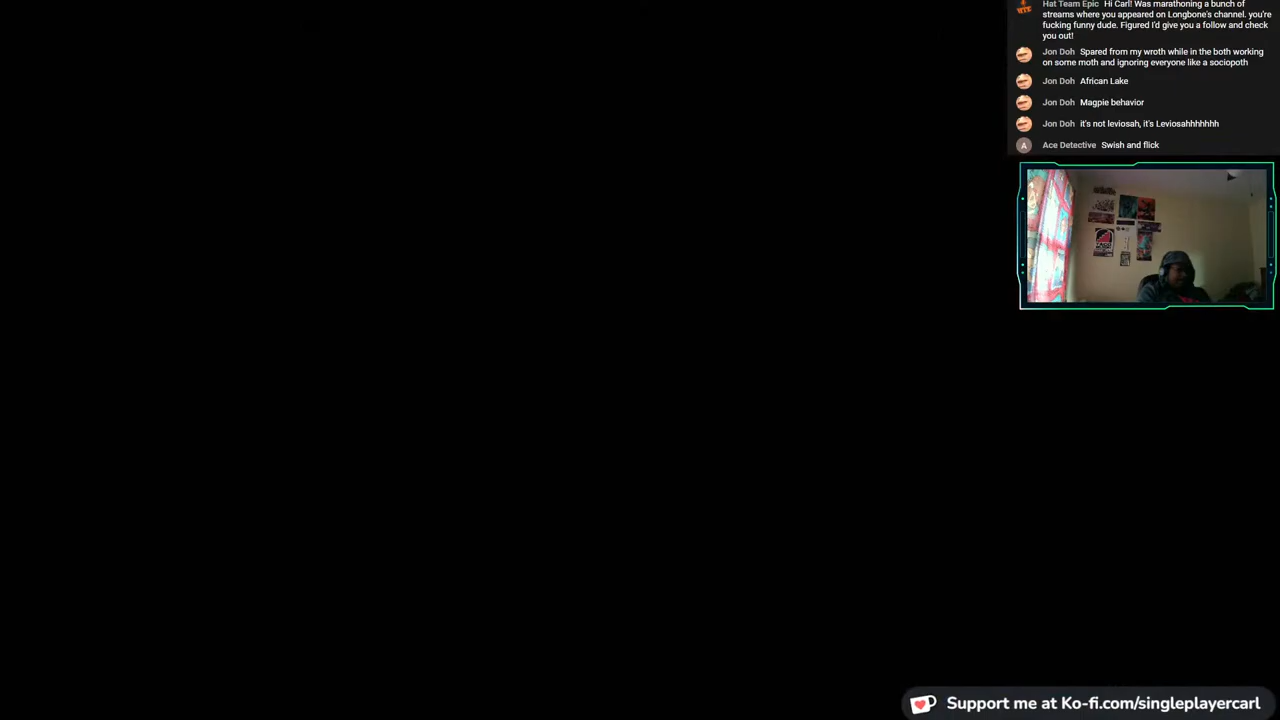 Hat Team Epic Hi Carl! Was marathoning a bunch of
streams where you appeared on Longbone's channel. you're
fucking funny dude. Figured I'd give you a follow and check
you out!
Jon Doh Spared from my wroth while in the both working
on some moth and ignoring everyone like a sociopoth
Jon Doh African Lake
Jon Doh Magpie behavior
Jon Doh it's not leviosah, it's Leviosahhhhhh
A Ace Detective Swish and flick
Support me at Ko-fi.com/singleplayercarl